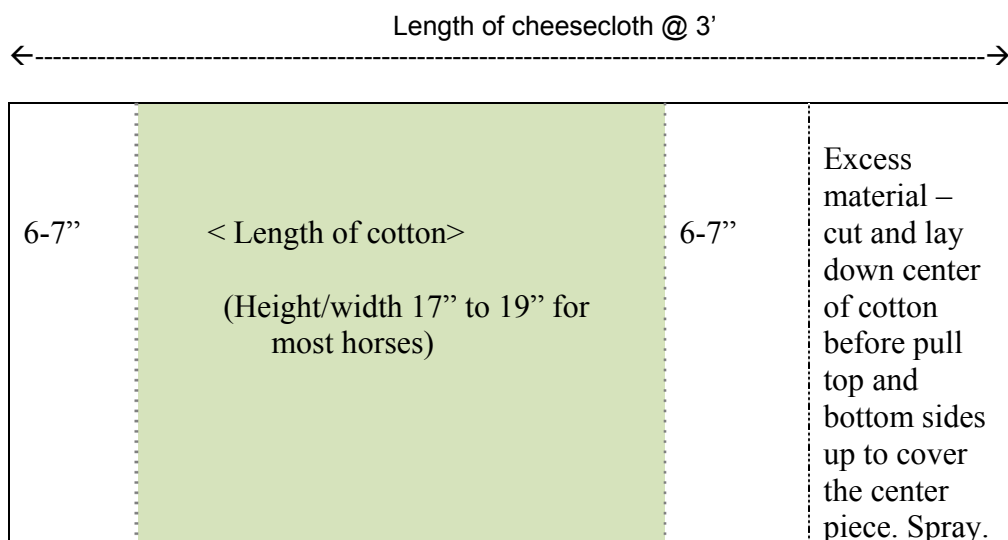 Length of cheesecloth @ 3’
←----------------------------------------------------------------------------------------------------------→
6-7”
< Length of cotton>
(Height/width 17” to 19” for
most horses)
6-7”
Excess
material –
cut and lay
down center
of cotton
before pull
top and
bottom sides
up to cover
the center
piece. Spray.